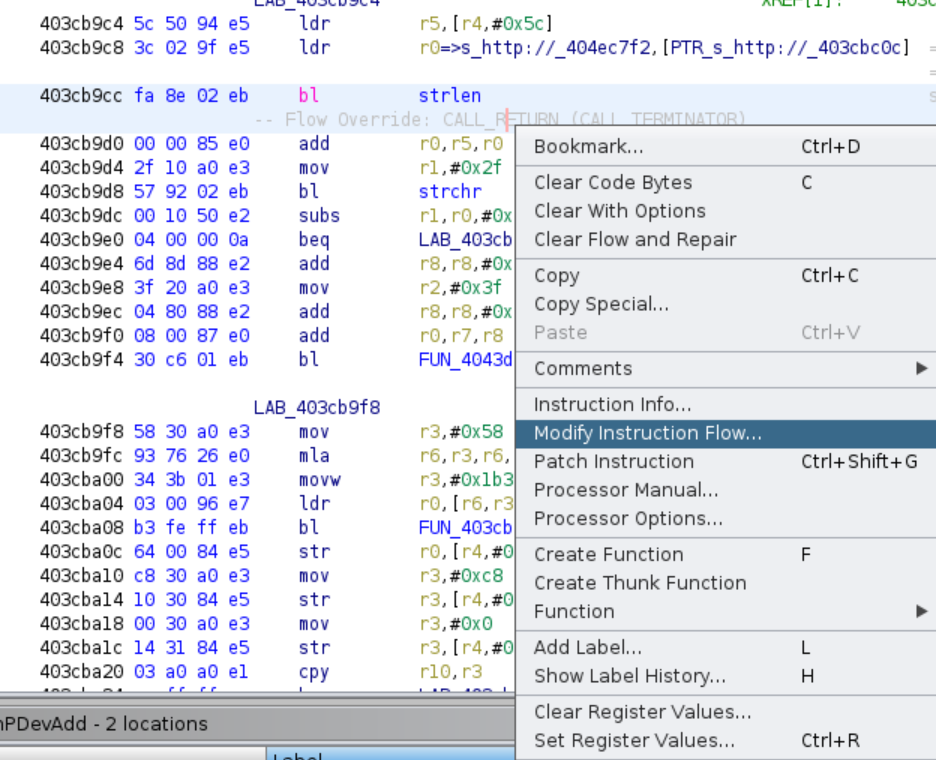 LAB_403cb9c4 XREF[1]: 403c
403cb9c4 5c 50 94 e5 ldr r5,[r4,#0x5c]
403cb9c8 3c 02 9f e5 ldr r0=>s_http://_404ec7f2,[PTR_s_http://_403cbc0c] =
=
403cb9cc fa 8e 02 eb bl strlen s
-- Flow Override: CALL_RETURN (CALL_TERMINATOR)
403cb9d0 00 00 85 e0 add r0,r5,r0
403cb9d4 2f 10 a0 e3 mov r1,#0x2f
403cb9d8 57 92 02 eb bl strchr
403cb9dc 00 10 50 e2 subs r1,r0,#0x
403cb9e0 04 00 00 0a beq LAB_403cb
403cb9e4 6d 8d 88 e2 add r8,r8,#0x
403cb9e8 3f 20 a0 e3 mov r2,#0x3f
403cb9ec 04 80 88 e2 add r8,r8,#0x
403cb9f0 08 00 87 e0 add r0,r7,r8
403cb9f4 30 c6 01 eb bl FUN_4043d
LAB_403cb9f8
403cb9f8 58 30 a0 e3 mov r3,#0x58
403cb9fc 93 76 26 e0 mla r6,r3,r6,
403cba00 34 3b 01 e3 movw r3,#0x1b3
403cba04 03 00 96 e7 ldr r0,[r6,r3
403cba08 b3 fe ff eb bl FUN_403cb
403cba0c 64 00 84 e5 str r0,[r4,#0
403cba10 c8 30 a0 e3 mov r3,#0xc8
403cba14 10 30 84 e5 str r3,[r4,#0
403cba18 00 30 a0 e3 mov r3,#0x0
403cba1c 14 31 84 e5 str r3,[r4,#0
403cba20 03 a0 a0 e1 cpy r10,r3
nPDevAdd - 2 locations
Label
Bookmark... Ctrl+D
Clear Code Bytes C
Clear With Options
Clear Flow and Repair
Copy Ctrl+C
Copy Special...
Paste Ctrl+V
Comments
Instruction Info...
Modify Instruction Flow...
Patch Instruction Ctrl+Shift+G
Processor Manual...
Processor Options...
Create Function F
Create Thunk Function
Function
Add Label... L
Show Label History... H
Clear Register Values...
Set Register Values... Ctrl+R